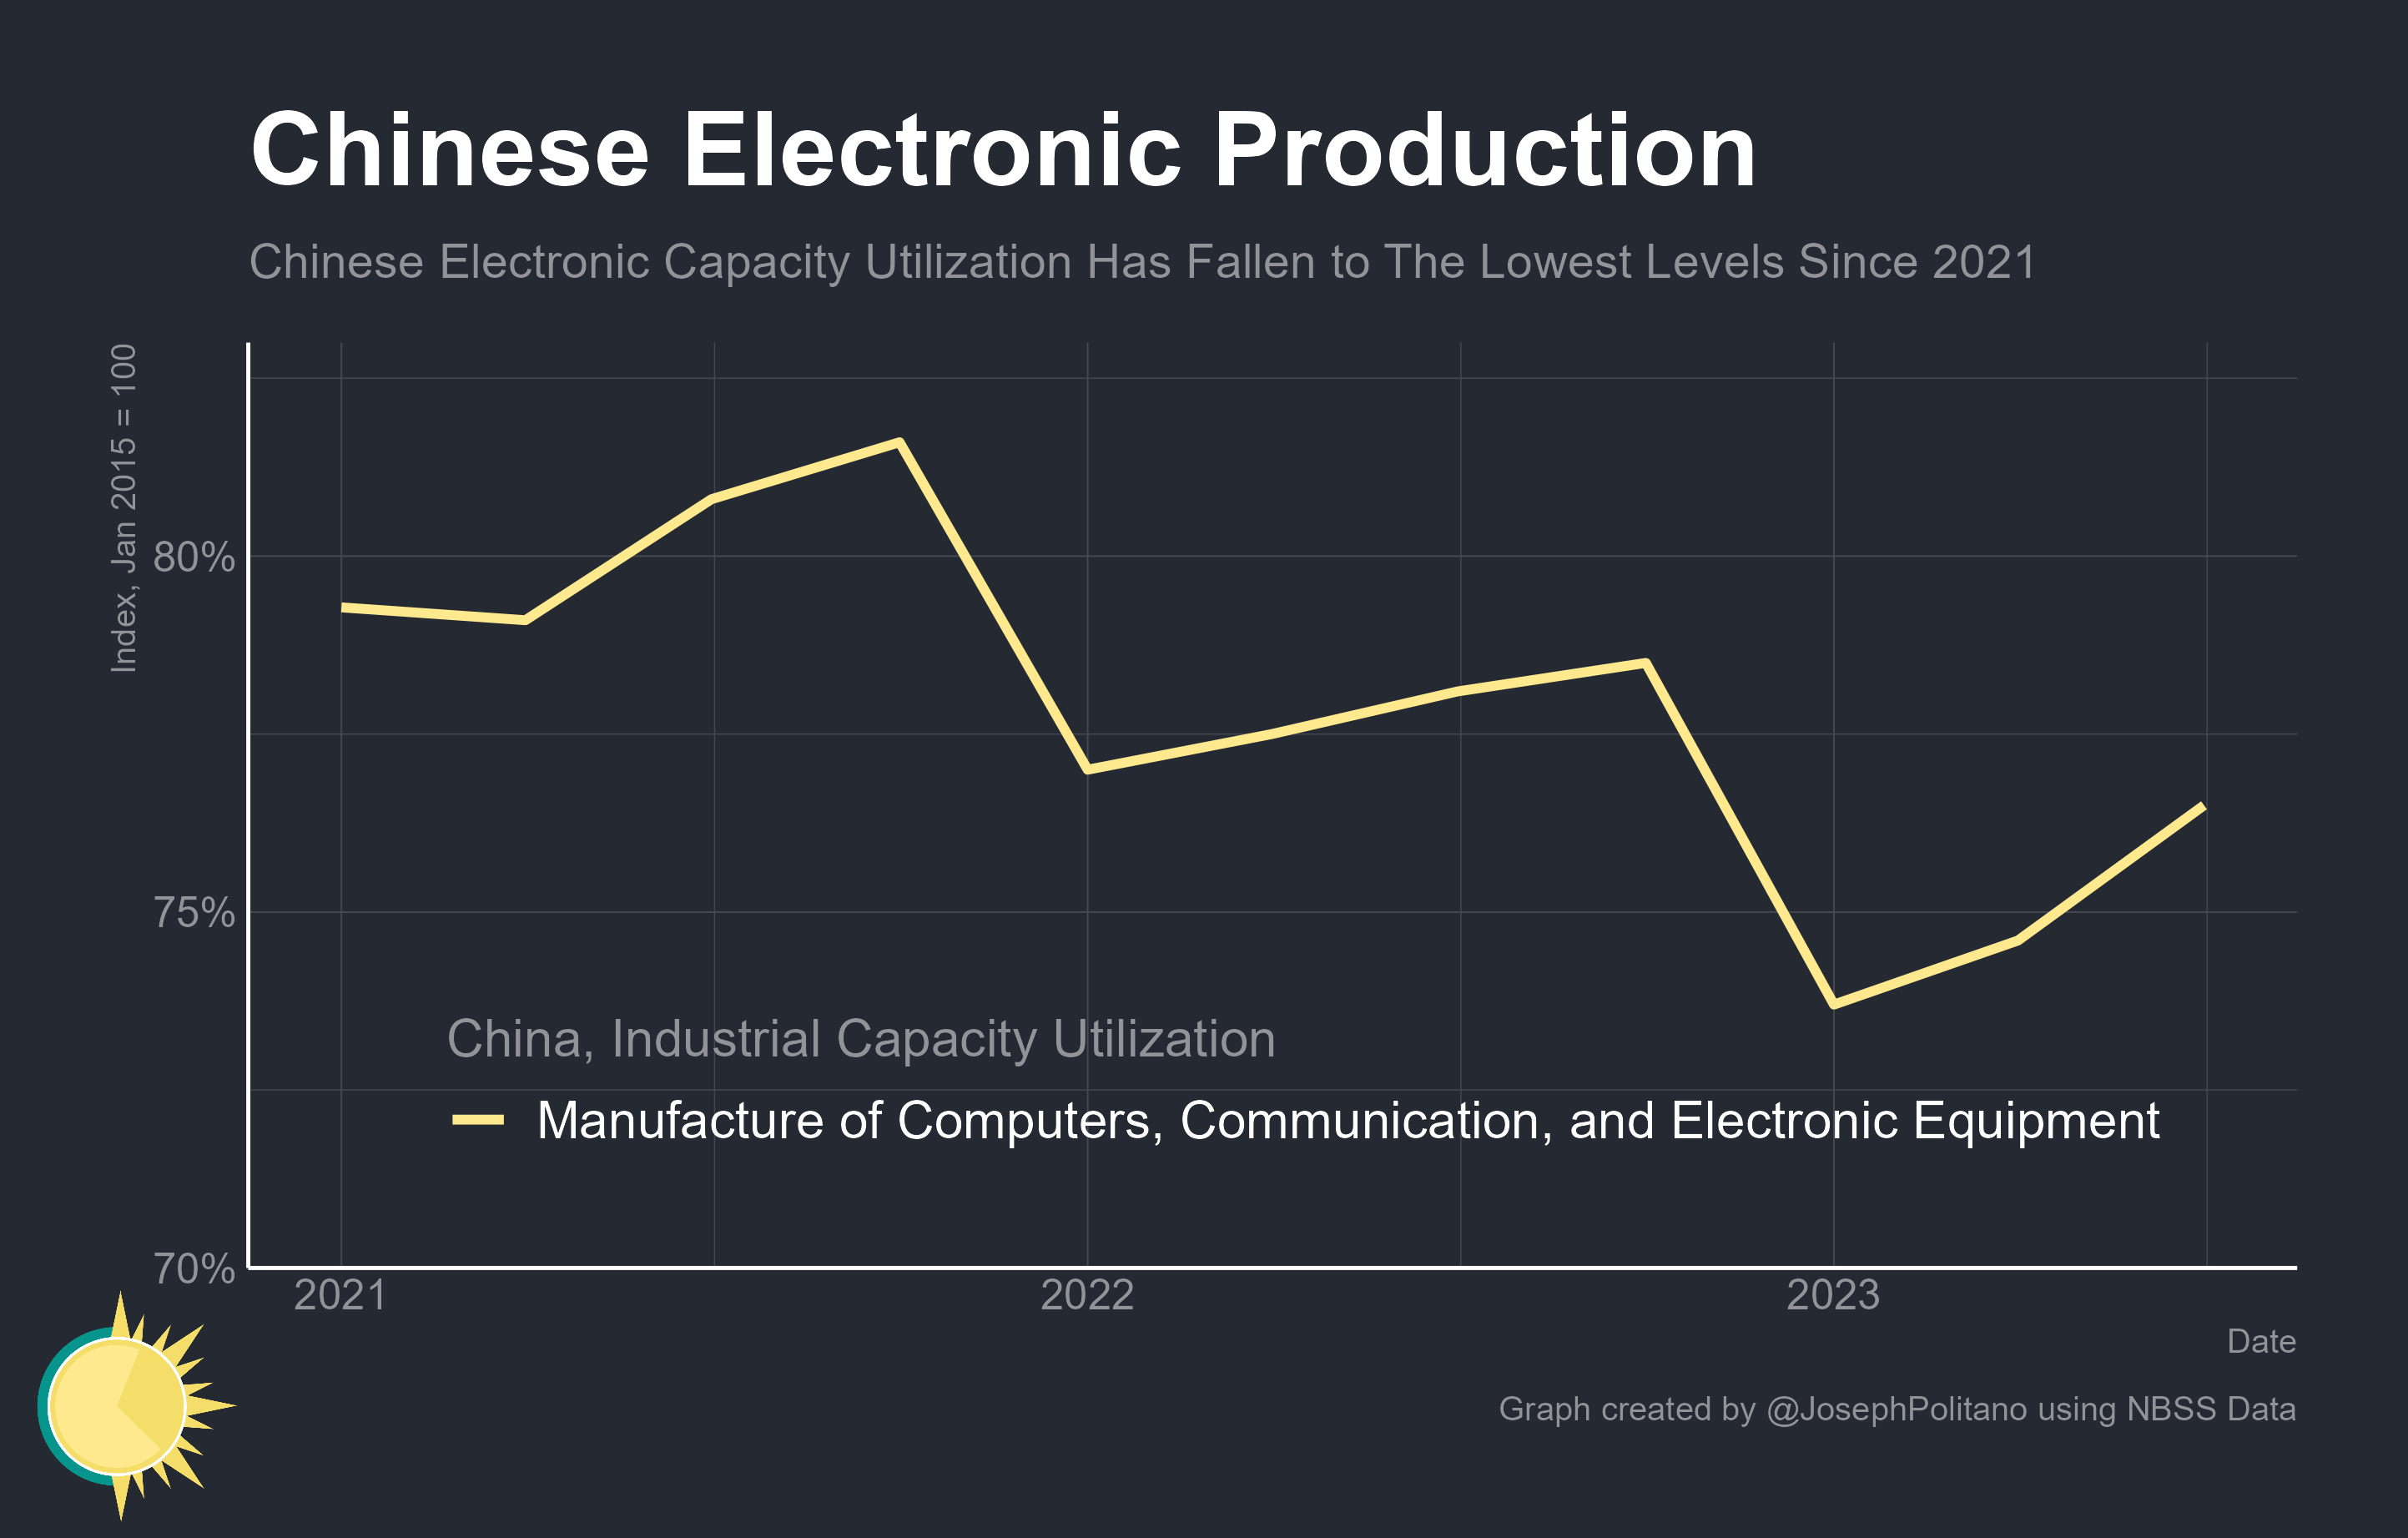 Chinese Electronic Production
Chinese Electronic Capacity Utilization Has Fallen to The Lowest Levels Since 2021
Index, Jan 2015 = 100
80%
75%
70%
China, Industrial Capacity Utilization
Manufacture of Computers, Communication, and Electronic Equipment
2021
2022
2023
Date
Graph created by @JosephPolitano using NBSS Data